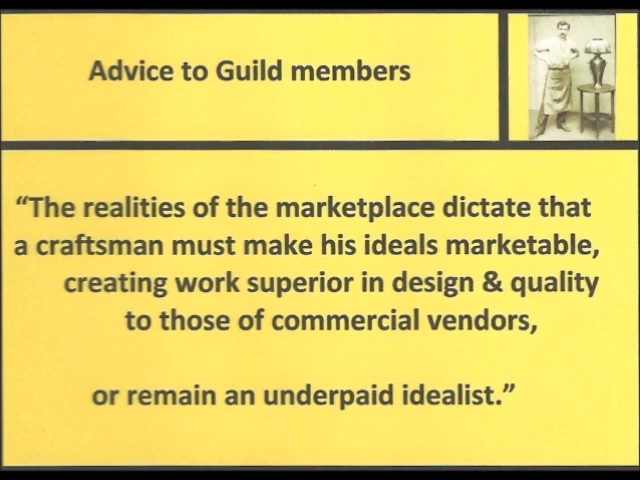 Advice to Guild members
“The realities of the marketplace dictate that
a craftsman must make his ideals marketable,
creating work superior in design & quality
to those of commercial vendors,
or remain an underpaid idealist.”